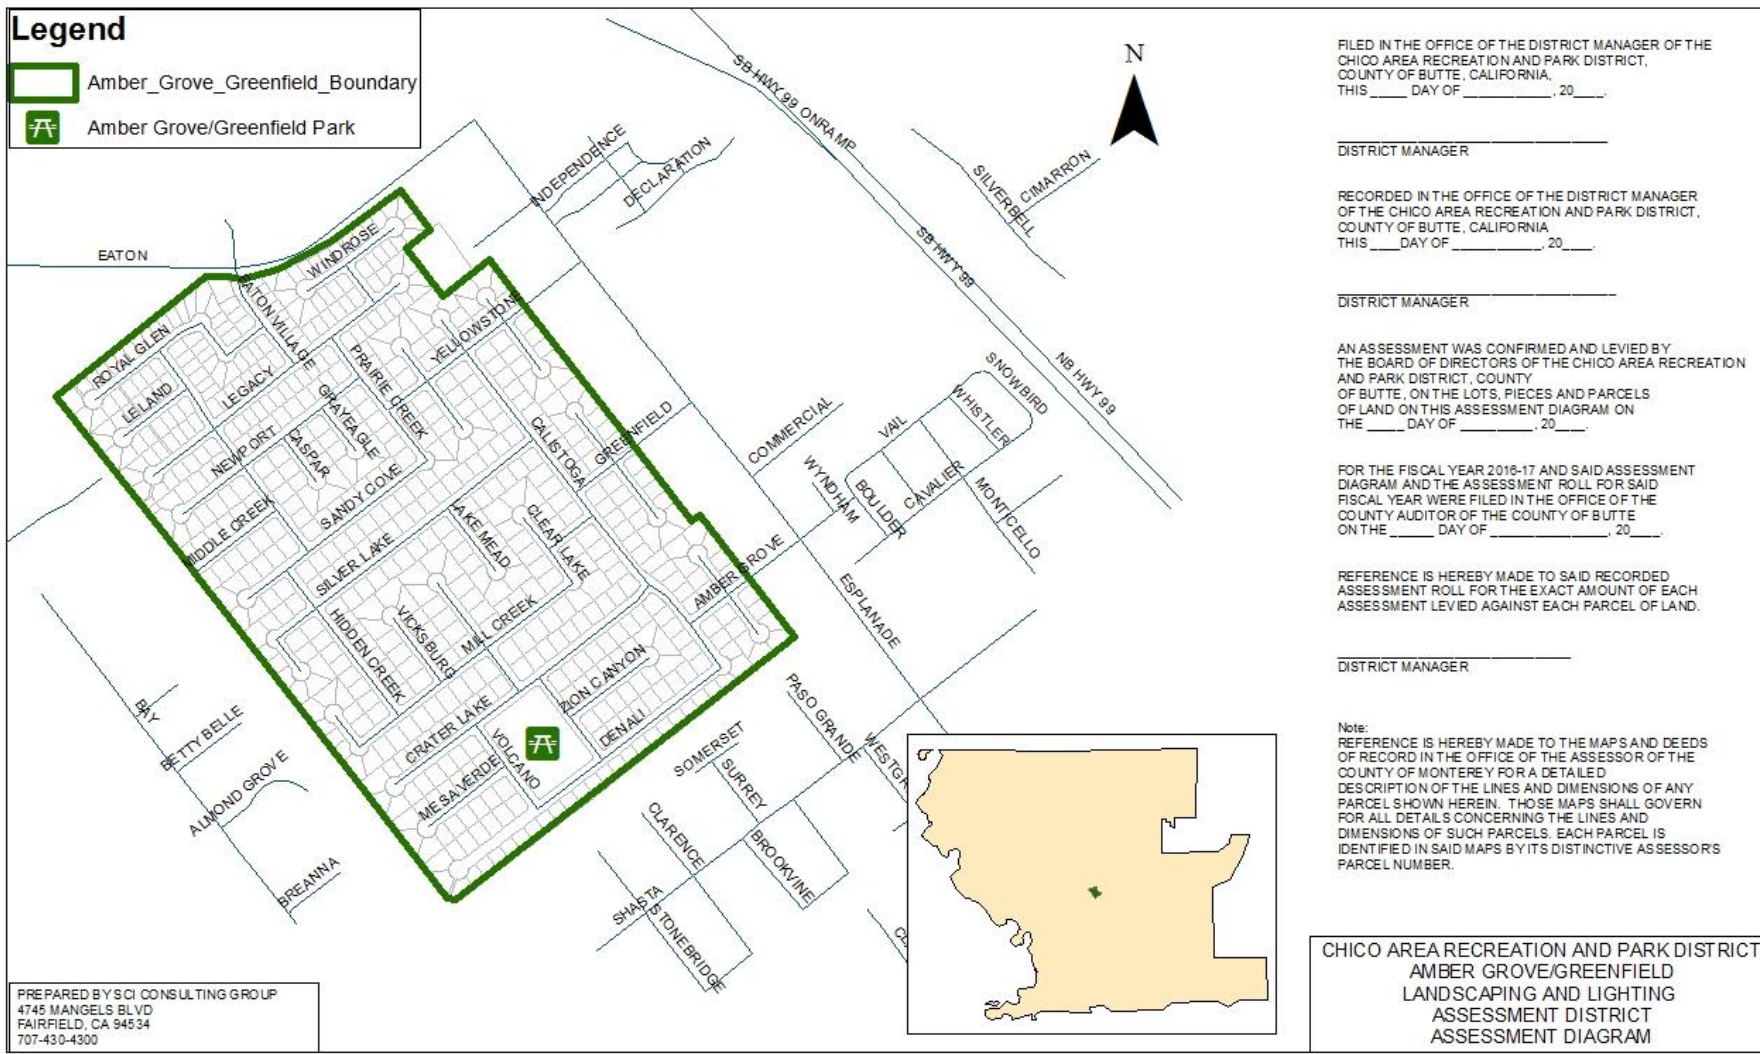 Legend
Amber_Grove_Greenfield_Boundary
Amber Grove/Greenfield Park
N
SB HWY 99 ONRAMP
INDEPENDENCE
DECLARATION
SILVERBELL
CIMARRON
EATON
WINDROSE
SB HWY 99
EATON VILLAGE
YELLOWSTONE
ROYAL GLEN
LELAND
LEGACY
PRAIRIE CREEK
GRAYEAGLE
NB HWY 99
SNOWBIRD
WHISTLER
VAIL
COMMERCIAL
GREENFIELD
CALISTOGA
NEWPORT
CASPAR
SANDY COVE
WYNDHAM
BOULDER
CAVALIER
MONTICELLO
MIDDLE CREEK
SILVER LAKE
LAKE MEAD
CLEAR LAKE
AMBER GROVE
ESPLANADE
HIDDEN CREEK
VICKSBURG
MILL CREEK
ZION CANYON
BAY
BETTY BELLE
CRATER LAKE
VOLCANO
DENALI
PASO GRANDE
SOMERSET
SURREY
ALMOND GROVE
MESA VERDE
CLARENCE
BROOKVINE
BREANNA
SHASTA
STONEBRIDGE
PREPARED BY SCI CONSULTING GROUP
4745 MANGELS BLVD
FAIRFIELD, CA 94534
707-430-4300
FILED IN THE OFFICE OF THE DISTRICT MANAGER OF THE
CHICO AREA RECREATION AND PARK DISTRICT,
COUNTY OF BUTTE, CALIFORNIA,
THIS _____ DAY OF ____________, 20____.
DISTRICT MANAGER
RECORDED IN THE OFFICE OF THE DISTRICT MANAGER
OF THE CHICO AREA RECREATION AND PARK DISTRICT,
COUNTY OF BUTTE, CALIFORNIA
THIS ____DAY OF ____________, 20____.
DISTRICT MANAGER
AN ASSESSMENT WAS CONFIRMED AND LEVIED BY
THE BOARD OF DIRECTORS OF THE CHICO AREA RECREATION
AND PARK DISTRICT, COUNTY
OF BUTTE, ON THE LOTS, PIECES AND PARCELS
OF LAND ON THIS ASSESSMENT DIAGRAM ON
THE _____ DAY OF __________, 20____.
FOR THE FISCAL YEAR 2016-17 AND SAID ASSESSMENT
DIAGRAM AND THE ASSESSMENT ROLL FOR SAID
FISCAL YEAR WERE FILED IN THE OFFICE OF THE
COUNTY AUDITOR OF THE COUNTY OF BUTTE
ON THE ______ DAY OF ________________, 20____.
REFERENCE IS HEREBY MADE TO SAID RECORDED
ASSESSMENT ROLL FOR THE EXACT AMOUNT OF EACH
ASSESSMENT LEVIED AGAINST EACH PARCEL OF LAND.
DISTRICT MANAGER
Note:
REFERENCE IS HEREBY MADE TO THE MAPS AND DEEDS
OF RECORD IN THE OFFICE OF THE ASSESSOR OF THE
COUNTY OF MONTEREY FOR A DETAILED
DESCRIPTION OF THE LINES AND DIMENSIONS OF ANY
PARCEL SHOWN HEREIN. THOSE MAPS SHALL GOVERN
FOR ALL DETAILS CONCERNING THE LINES AND
DIMENSIONS OF SUCH PARCELS. EACH PARCEL IS
IDENTIFIED IN SAID MAPS BY ITS DISTINCTIVE ASSESSOR'S
PARCEL NUMBER.
CHICO AREA RECREATION AND PARK DISTRICT
AMBER GROVE/GREENFIELD
LANDSCAPING AND LIGHTING
ASSESSMENT DISTRICT
ASSESSMENT DIAGRAM